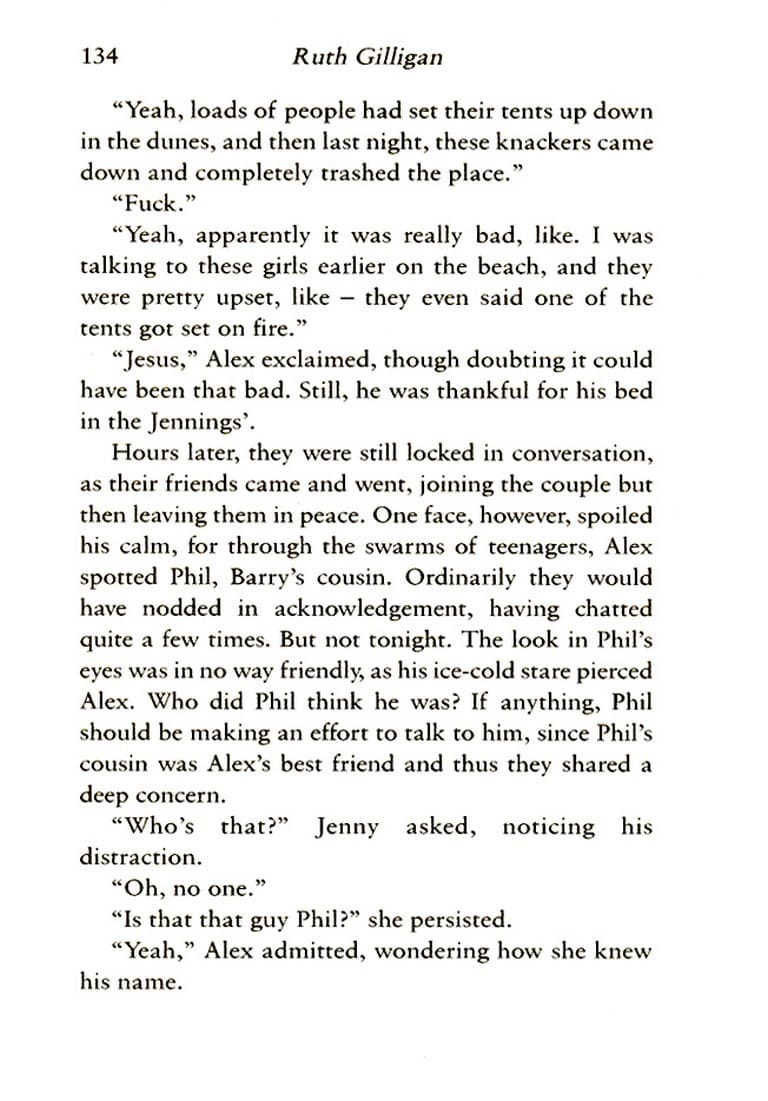 134 Ruth Gilligan
“Yeah, loads of people had set their tents up down
in the dunes, and then last night, these knackers came
down and completely trashed the place.”
“Fuck.”
“Yeah, apparently it was really bad, like. I was
talking to these girls earlier on the beach, and they
were pretty upset, like – they even said one of the
tents got set on fire.”
“Jesus,” Alex exclaimed, though doubting it could
have been that bad. Still, he was thankful for his bed
in the Jennings’.
Hours later, they were still locked in conversation,
as their friends came and went, joining the couple but
then leaving them in peace. One face, however, spoiled
his calm, for through the swarms of teenagers, Alex
spotted Phil, Barry’s cousin. Ordinarily they would
have nodded in acknowledgement, having chatted
quite a few times. But not tonight. The look in Phil’s
eyes was in no way friendly, as his ice-cold stare pierced
Alex. Who did Phil think he was? If anything, Phil
should be making an effort to talk to him, since Phil’s
cousin was Alex’s best friend and thus they shared a
deep concern.
“Who’s that?” Jenny asked, noticing his
distraction.
“Oh, no one.”
“Is that that guy Phil?” she persisted.
“Yeah,” Alex admitted, wondering how she knew
his name.